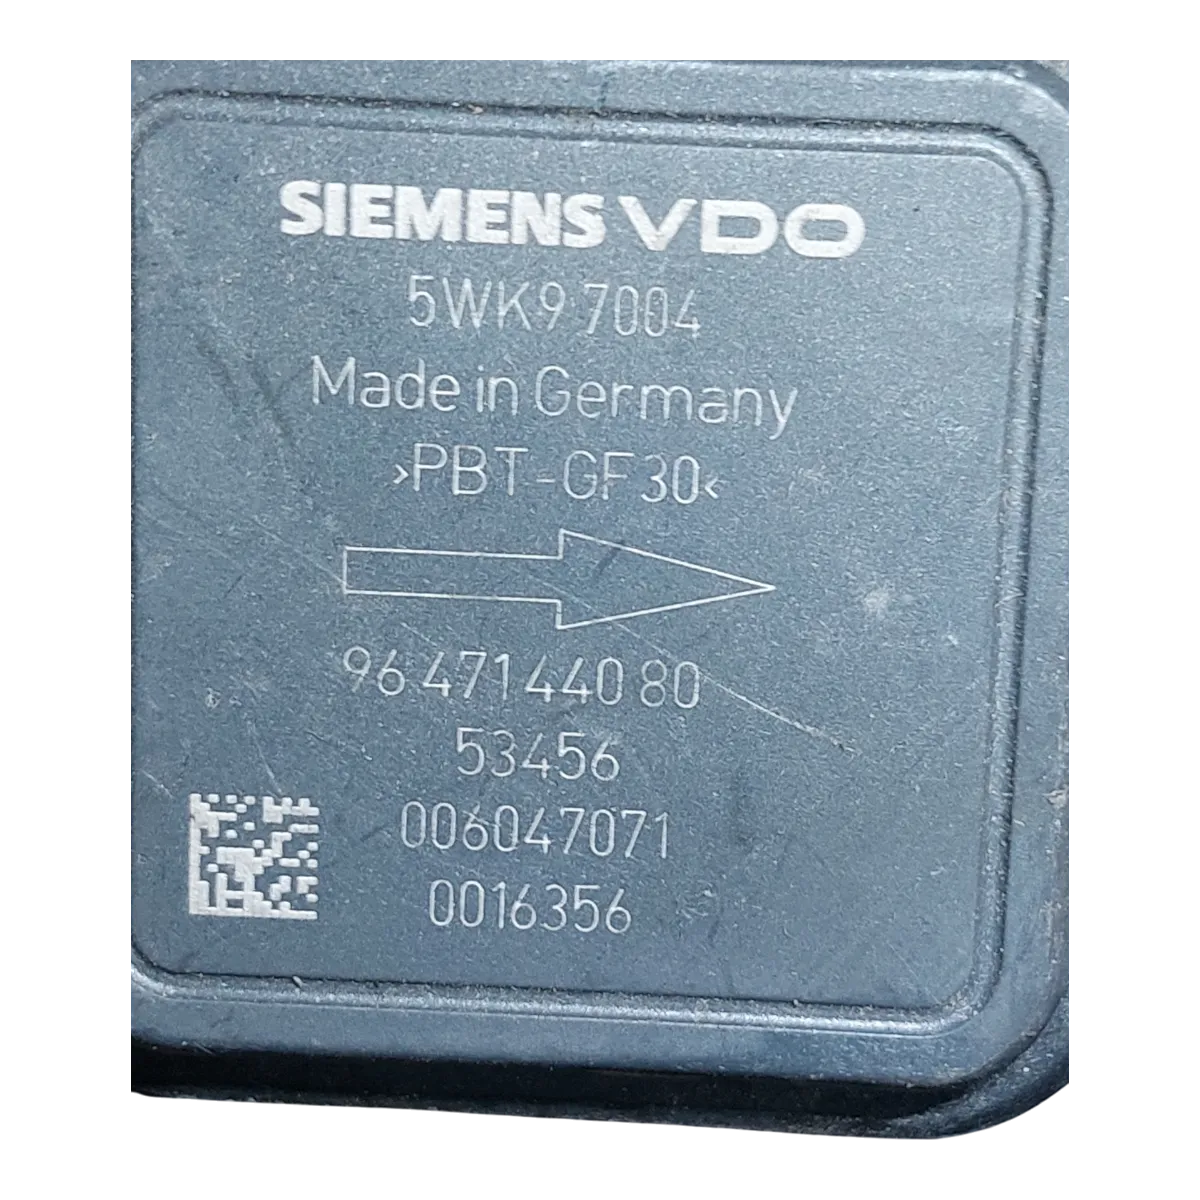 SIEMENS VDO
5WK9 7004
Made in Germany
>PBT-GF30<
96 471 440 80
53456
006047071
0016356